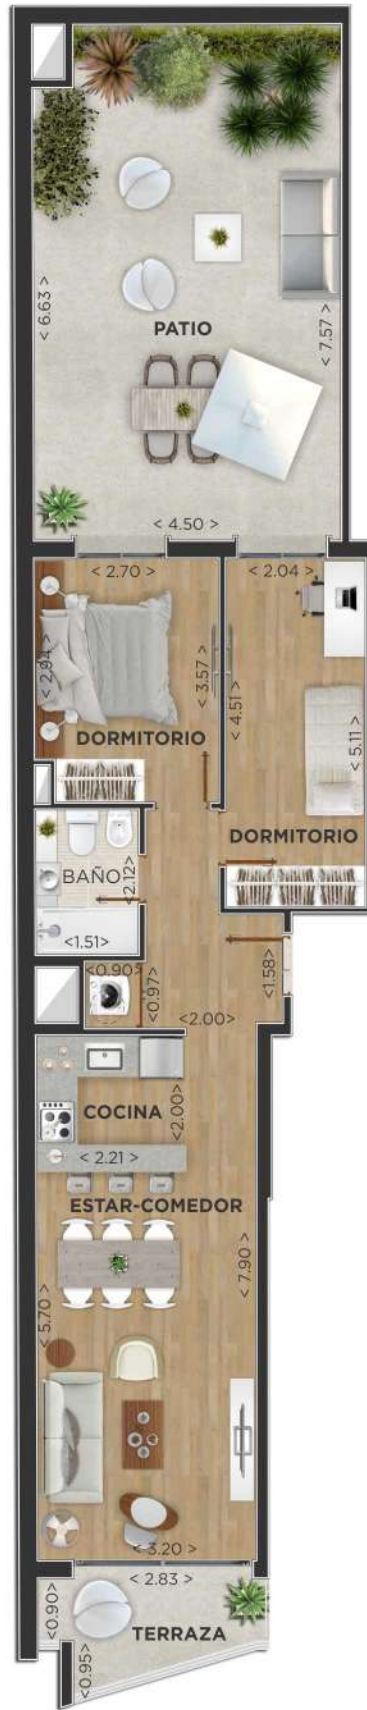 < 6.63 >
< 7.57 >
PATIO
< 4.50 >
< 2.70 >
< 2.04 >
< 2.94 >
< 3.57 >
< 4.51 >
< 5.11 >
DORMITORIO
DORMITORIO
BAÑO
<2.12>
<1.51>
<0.90>
<0.97>
<1.58>
<2.00>
COCINA
<2.00>
< 2.21 >
ESTAR-COMEDOR
< 7.90 >
< 5.70 >
< 3.20 >
< 2.83 >
<0.90>
TERRAZA
<0.95>